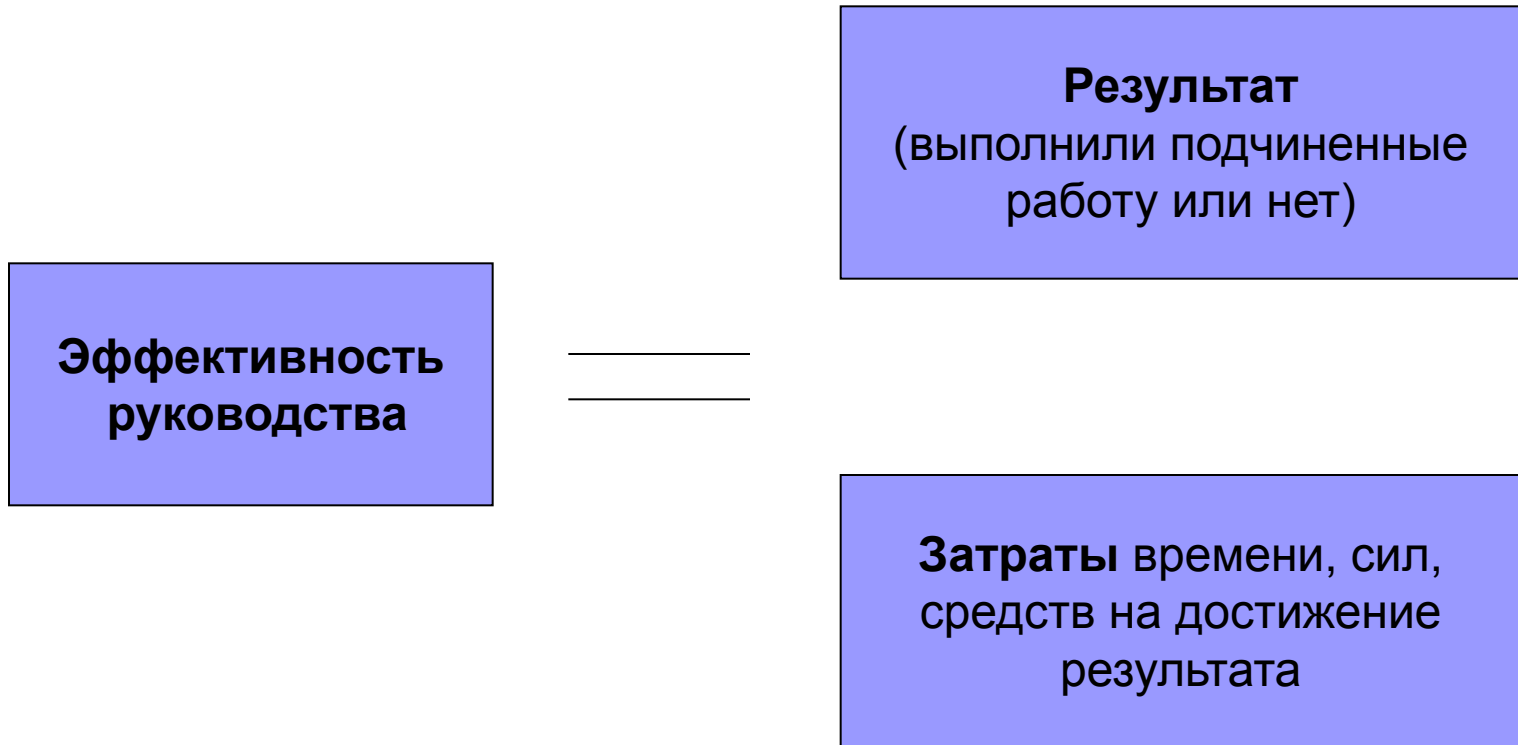 Результат
(выполнили подчиненные
работу или нет)
Эффективность
руководства
Затраты времени, сил,
средств на достижение
результата